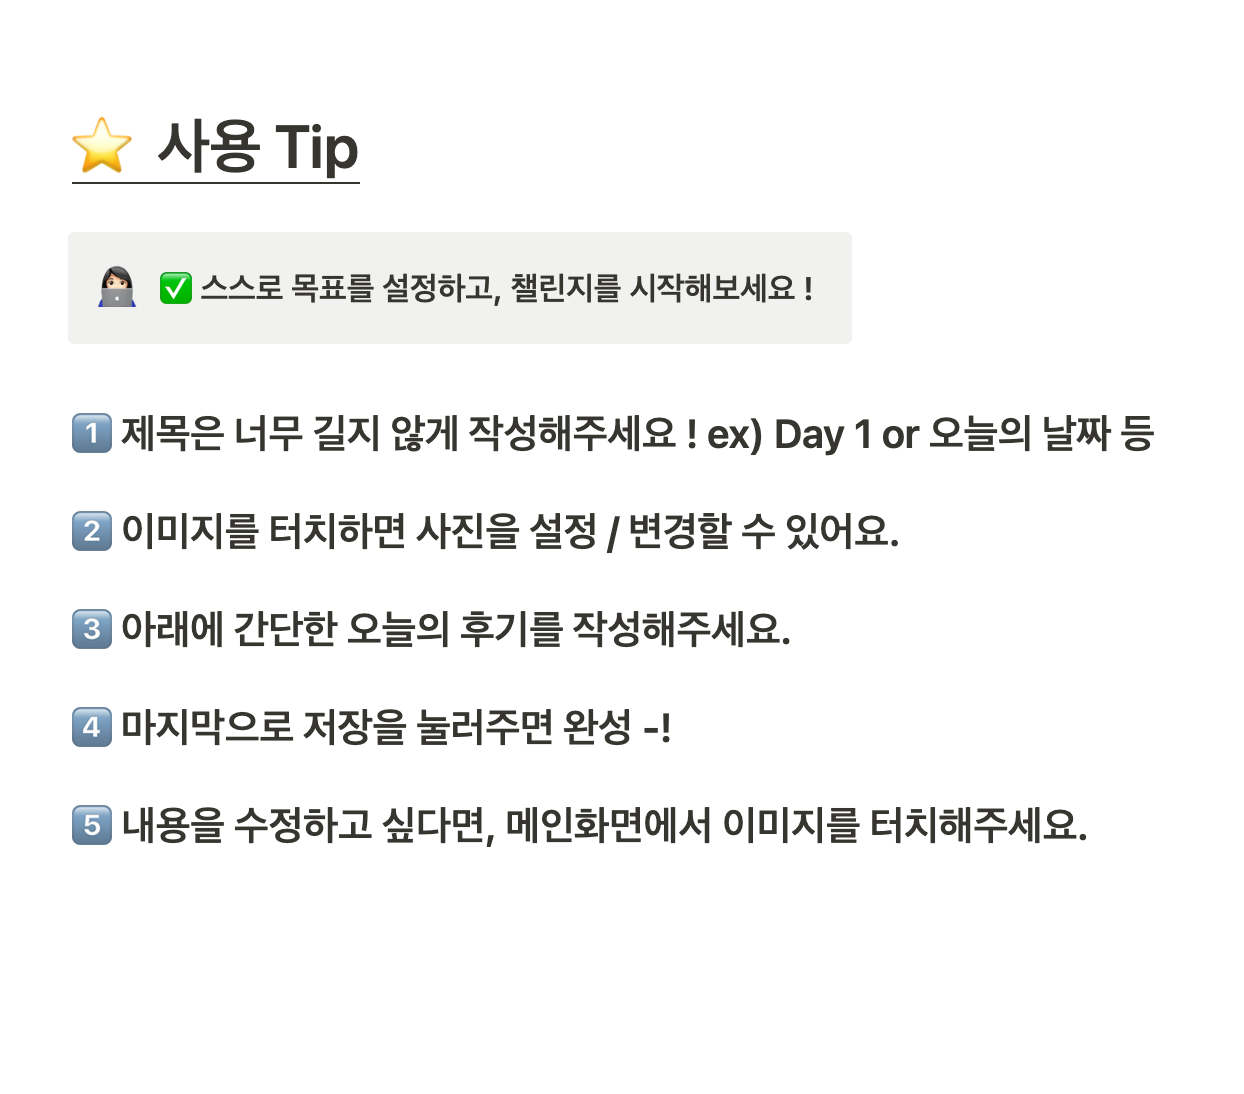 ⭐ 사용 Tip
👩🏻‍💻 ✅ 스스로 목표를 설정하고, 챌린지를 시작해보세요 !
1️⃣ 제목은 너무 길지 않게 작성해주세요 ! ex) Day 1 or 오늘의 날짜 등
2️⃣ 이미지를 터치하면 사진을 설정 / 변경할 수 있어요.
3️⃣ 아래에 간단한 오늘의 후기를 작성해주세요.
4️⃣ 마지막으로 저장을 눌러주면 완성 -!
5️⃣ 내용을 수정하고 싶다면, 메인화면에서 이미지를 터치해주세요.